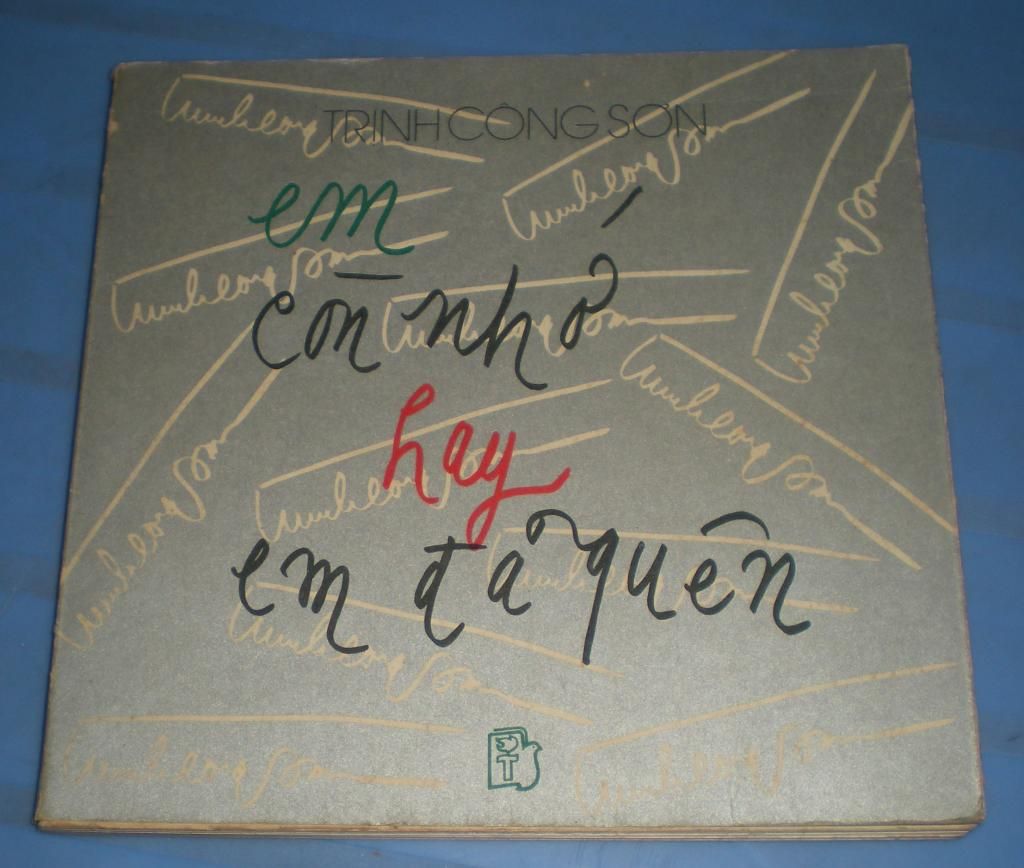 TRỊNH CÔNG SƠN
em
còn nhớ
hay
em đã quên